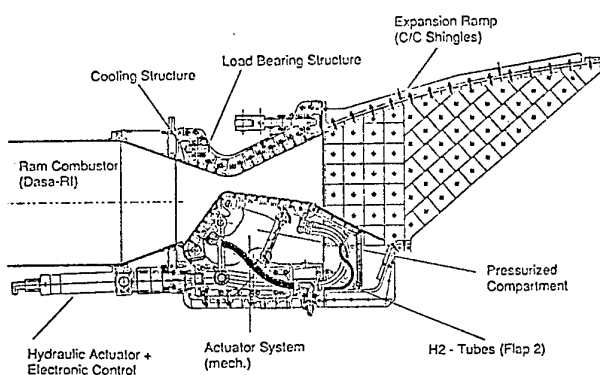 Expansion Ramp
(C/C Shingles)
Load Bearing Structure
Cooling Structure
Ram Combustor
(Dasa-RI)
Pressurized
Compartment
H2 - Tubes (Flap 2)
Actuator System
(mech.)
Hydraulic Actuator +
Electronic Control